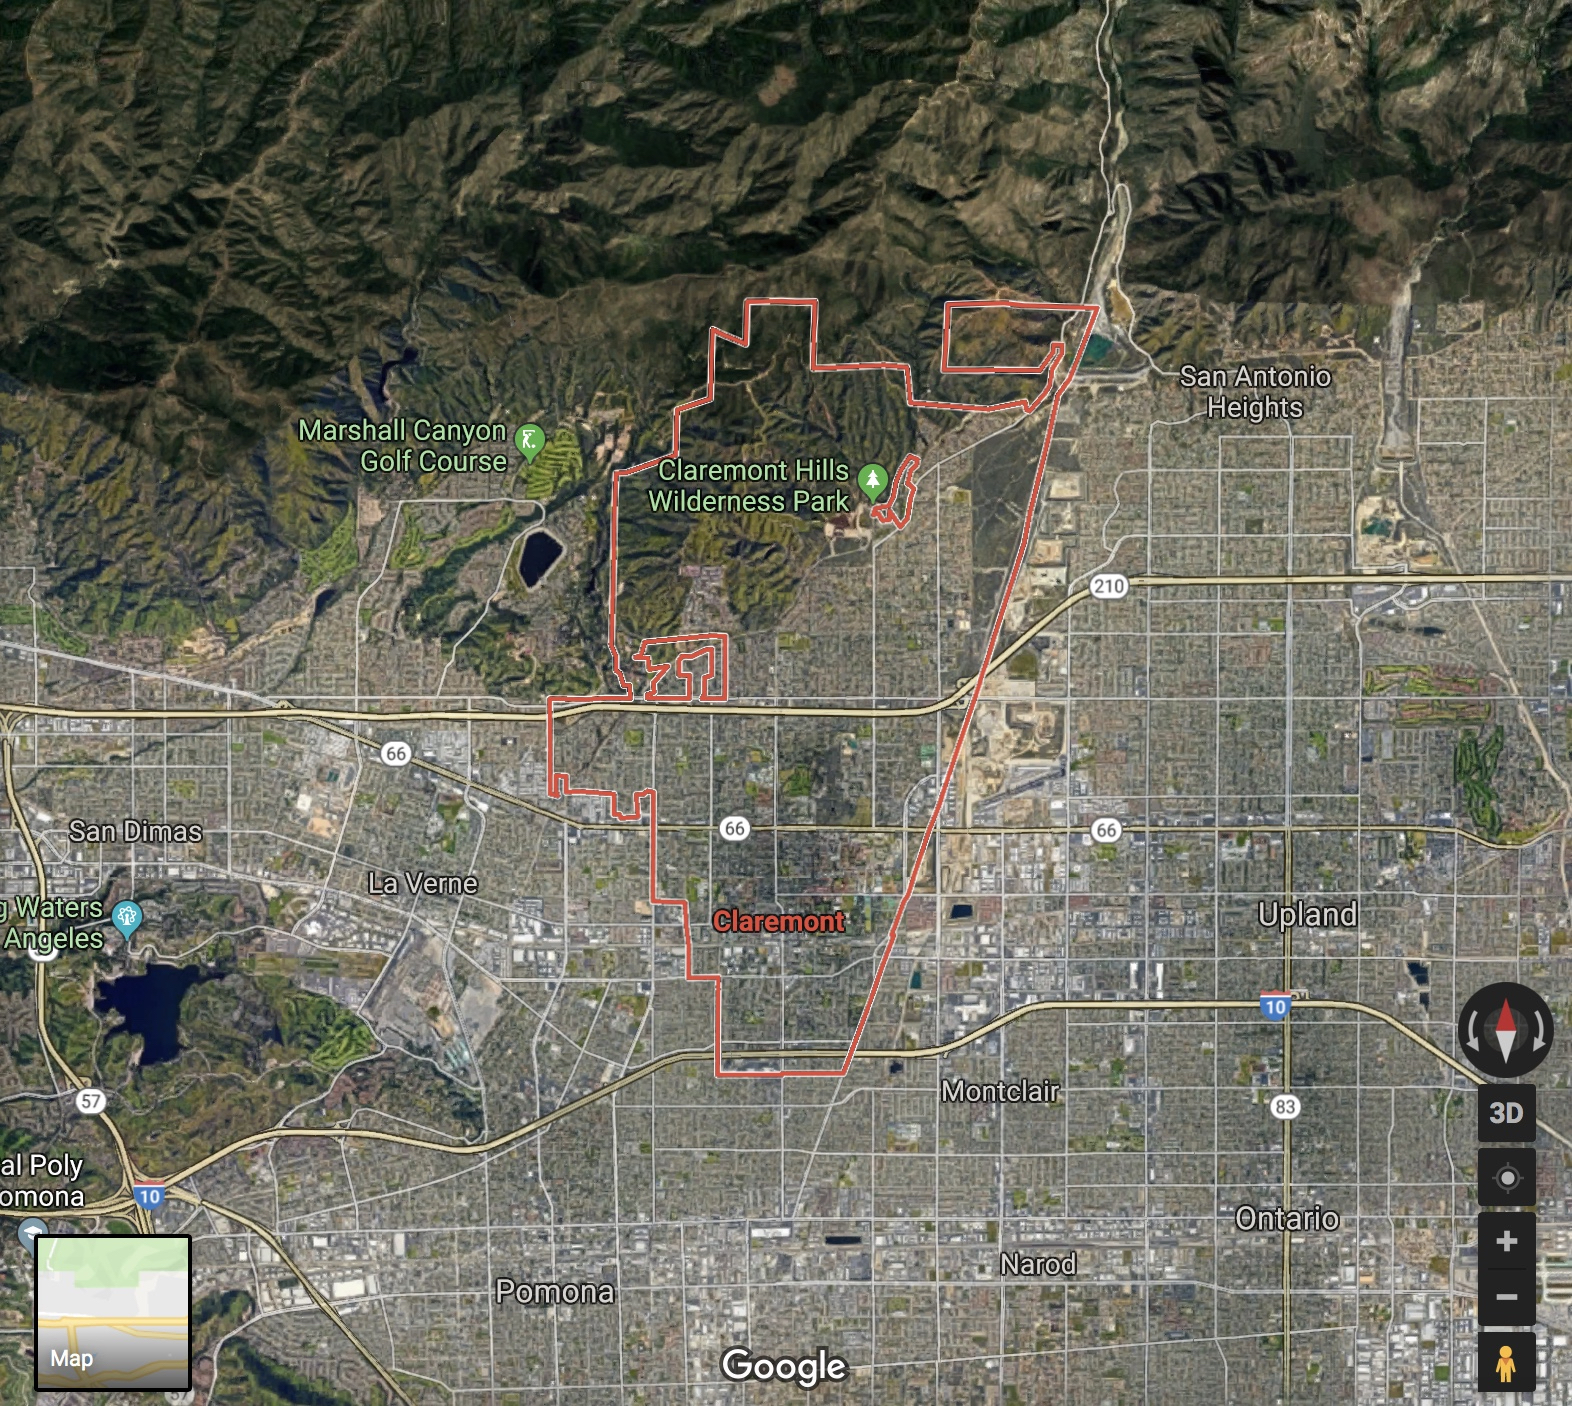 San Antonio
Heights
Marshall Canyon
Golf Course
Claremont Hills
Wilderness Park
210
66
66
66
San Dimas
La Verne
g Waters
Angeles
Claremont
Upland
10
57
Montclair
83
3D
al Poly
omona
10
Ontario
Narod
Pomona
Map
Google